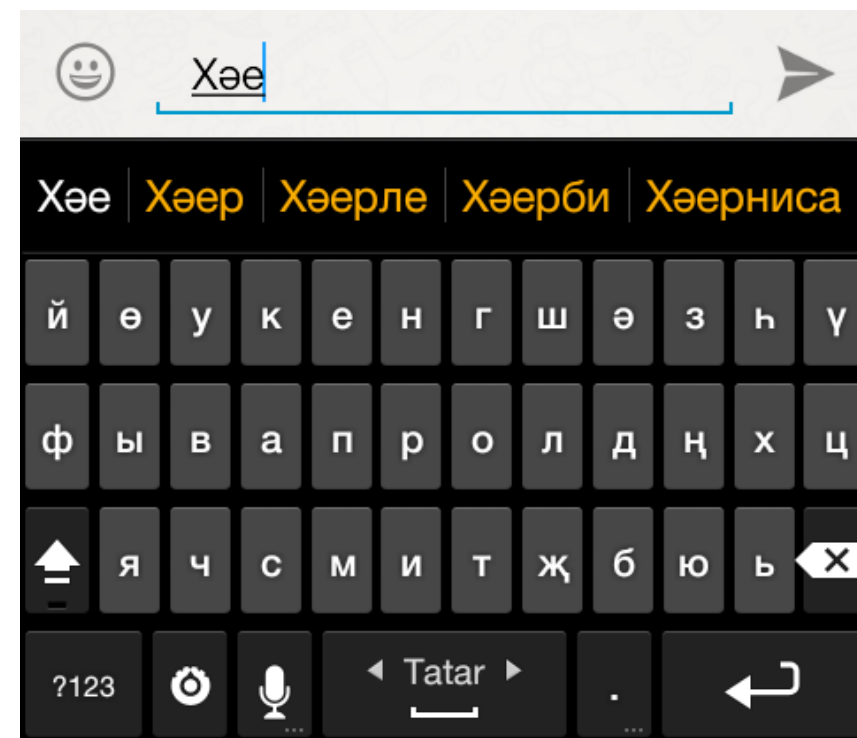 Хәе
Хәе Хәер Хәерле Хәерби Хәерниса
й ө у к е н г ш ә з һ ү
ф ы в а п р о л д ң х ц
я ч с м и т җ б ю ь
?123 Tatar .